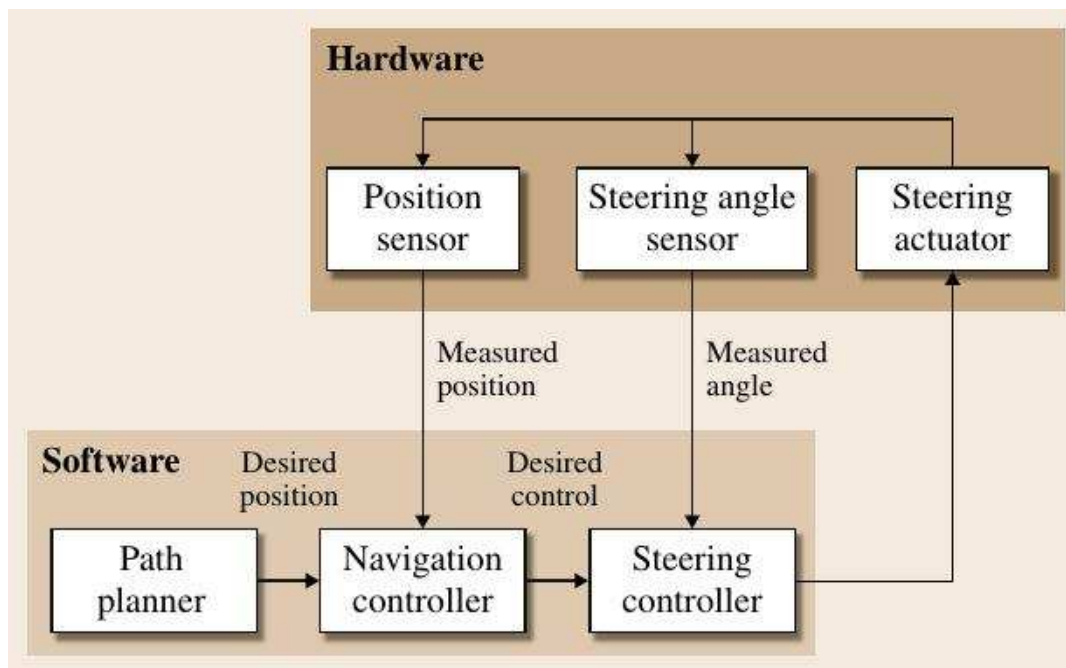 Hardware
Position
sensor
Steering angle
sensor
Steering
actuator
Measured
position
Measured
angle
Software
Desired
position
Desired
control
Path
planner
Navigation
controller
Steering
controller